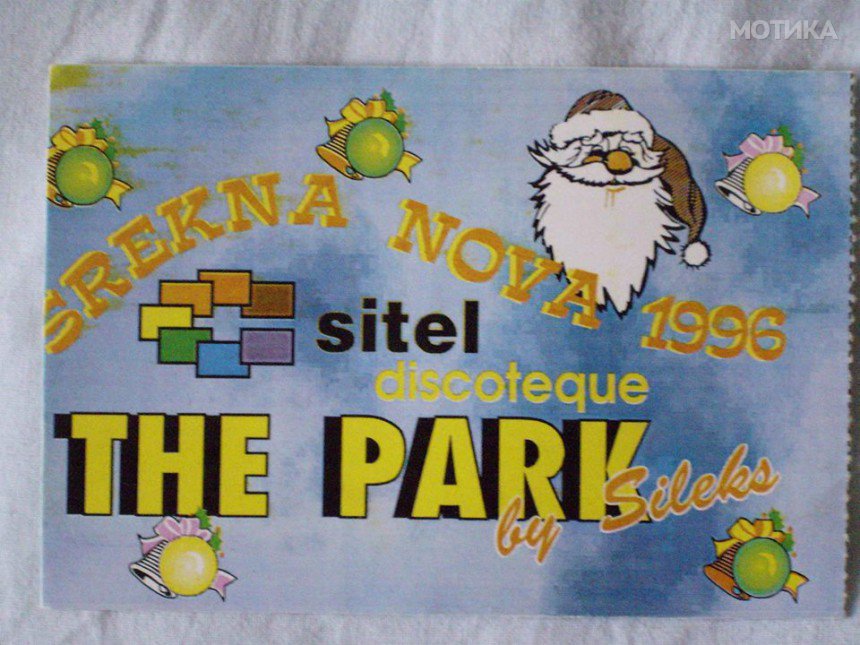 МОТИКА
SREKNA NOVA 1996
sitel
discoteque
THE PARK
by Sileks